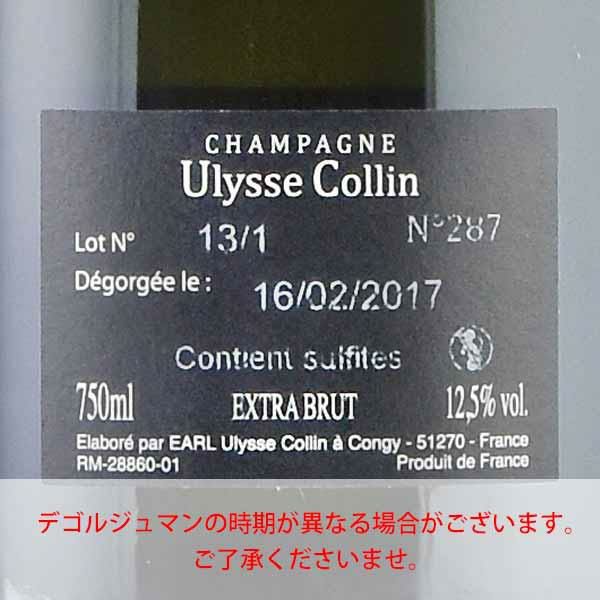 CHAMPAGNE
Ulysse Collin
Lot N° 13/1 N°287
Dégorgée le : 16/02/2017
Contient sulfites
750ml EXTRA BRUT 12,5% vol.
Elaboré par EARL Ulysse Collin à Congy - 51270 - France
RM-28860-01 Produit de France
デゴルジュマンの時期が異なる場合がございます。
ご了承くださいませ。